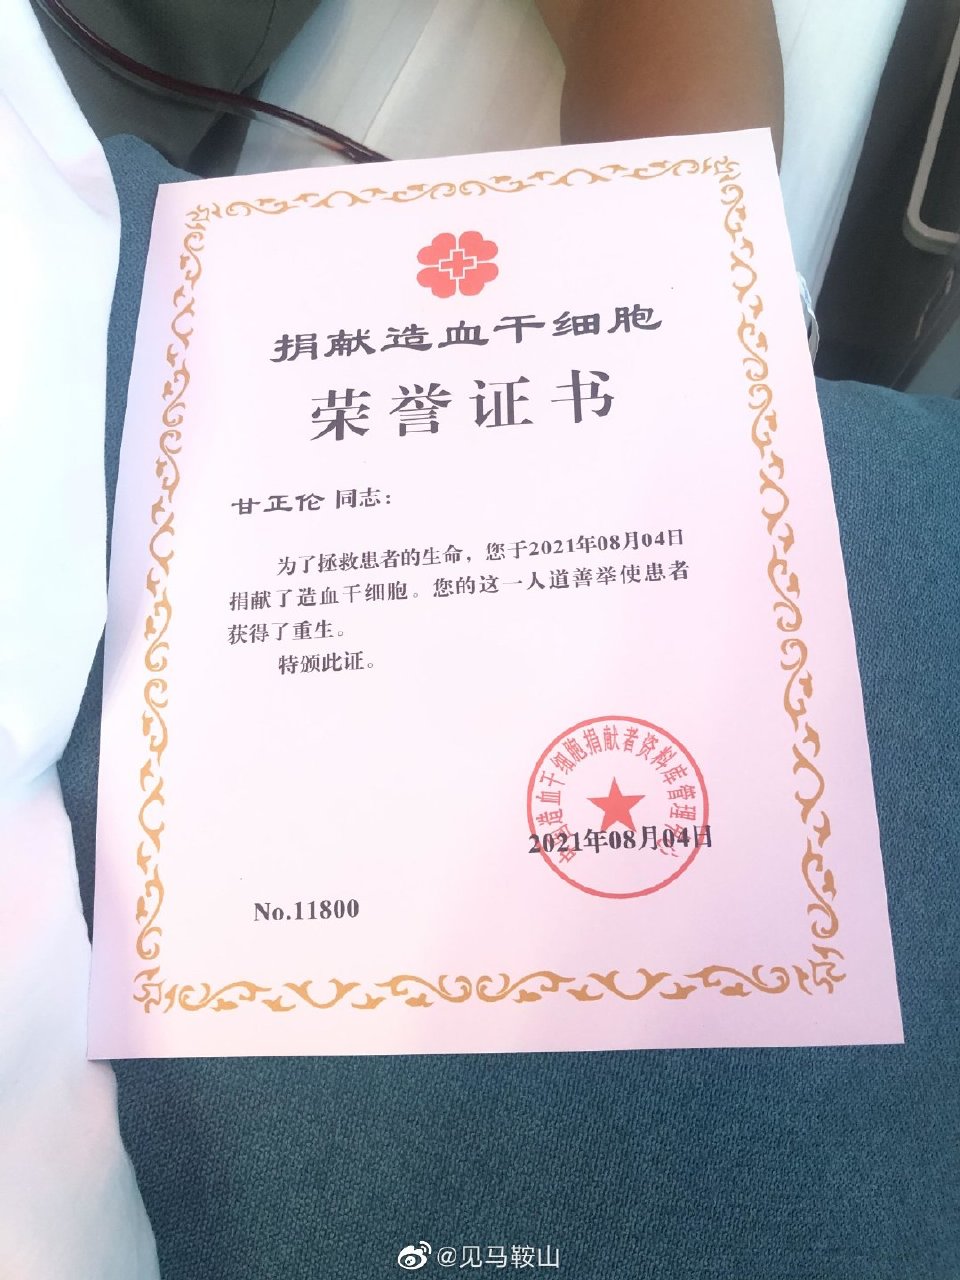 捐献造血干细胞
荣誉证书
甘正伦 同志：
为了拯救患者的生命，您于2021年08月04日
捐献了造血干细胞。您的这一人道善举使患者
获得了重生。
特颁此证。
中国造血干细胞捐献者资料库管理中心
2021年08月04日
No.11800
@见马鞍山